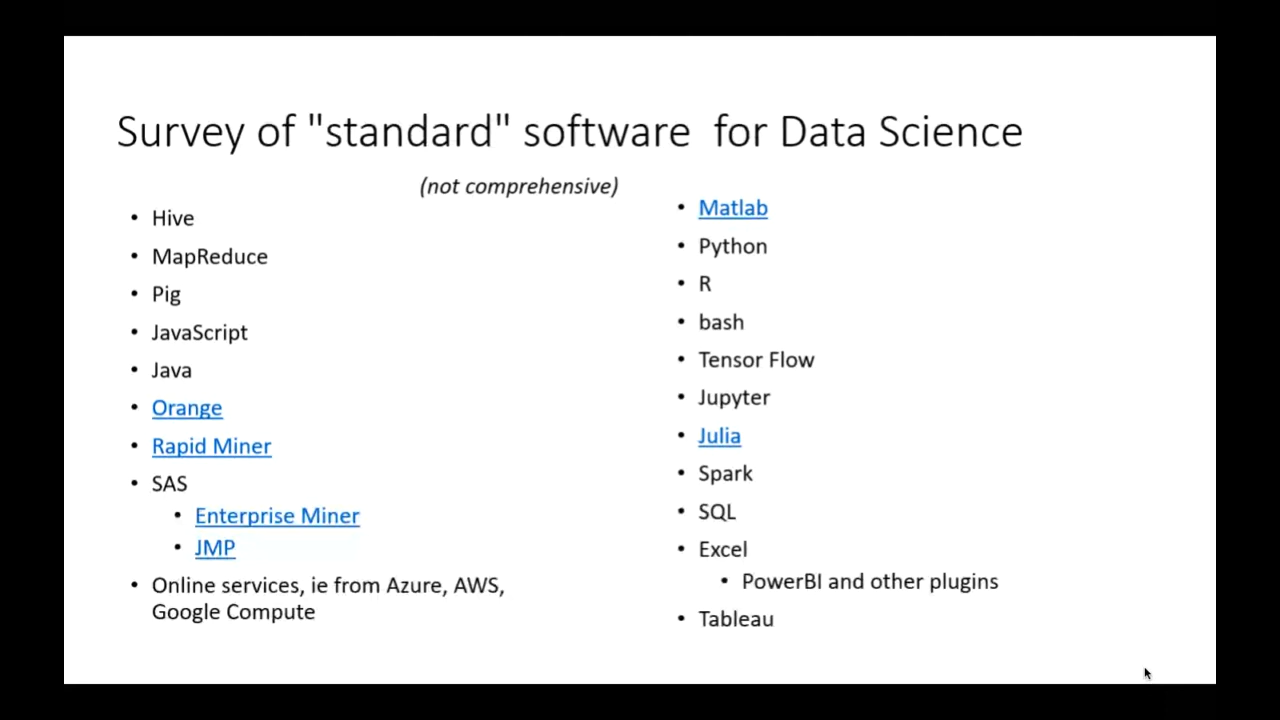 Survey of "standard" software  for Data Science
(not comprehensive)
• Hive
• MapReduce
• Pig
• JavaScript
• Java
• Orange
• Rapid Miner
• SAS
• Enterprise Miner
• JMP
• Online services, ie from Azure, AWS,
Google Compute
• Matlab
• Python
• R
• bash
• Tensor Flow
• Jupyter
• Julia
• Spark
• SQL
• Excel
• PowerBI and other plugins
• Tableau